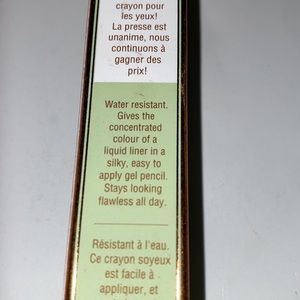 crayon pour
les yeux!
La presse est
unanime, nous
continuons à
gagner des
prix!
Water resistant.
Gives the
concentrated
colour of a
liquid liner in a
silky, easy to
apply gel pencil.
Stays looking
flawless all day.
Résistant à l'eau.
Ce crayon soyeux
est facile à
appliquer, et